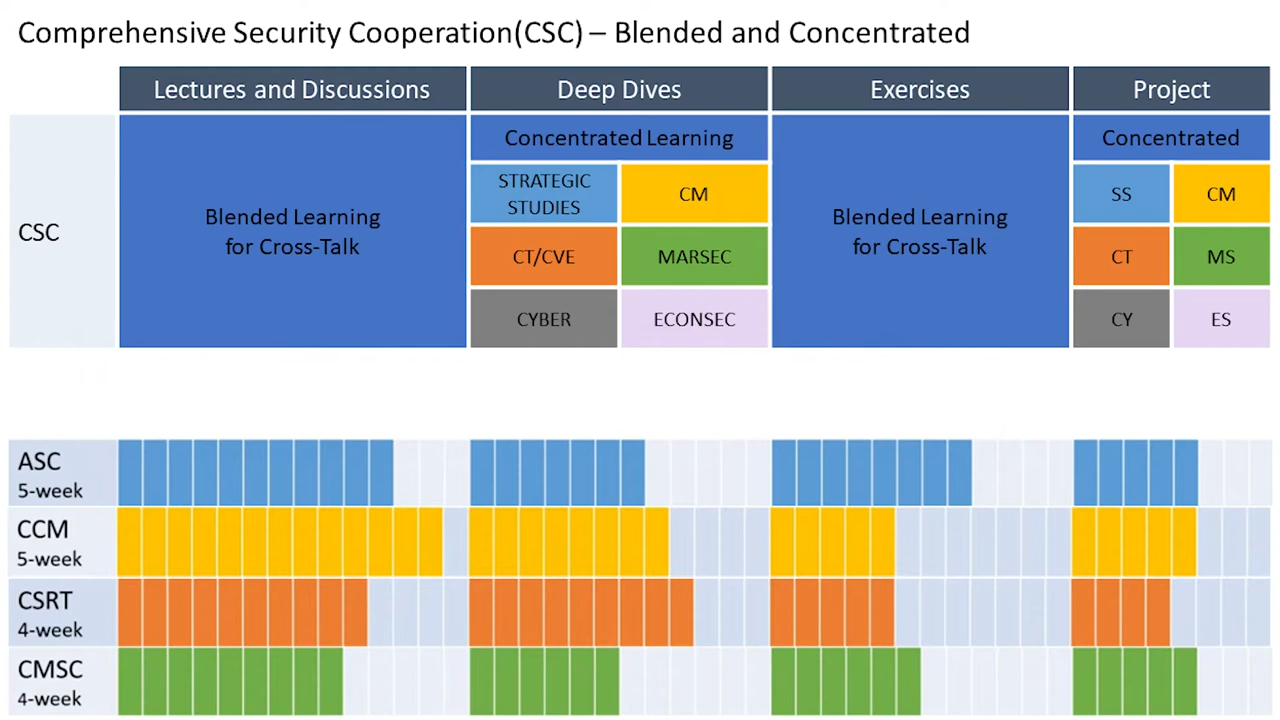 Comprehensive Security Cooperation(CSC) – Blended and Concentrated
Lectures and Discussions
Deep Dives
Exercises
Project
CSC
Blended Learning
for Cross-Talk
Concentrated Learning
STRATEGIC
STUDIES
CM
CT/CVE
MARSEC
CYBER
ECONSEC
Blended Learning
for Cross-Talk
Concentrated
SS
CM
CT
MS
CY
ES
ASC
5-week
CCM
5-week
CSRT
4-week
CMSC
4-week